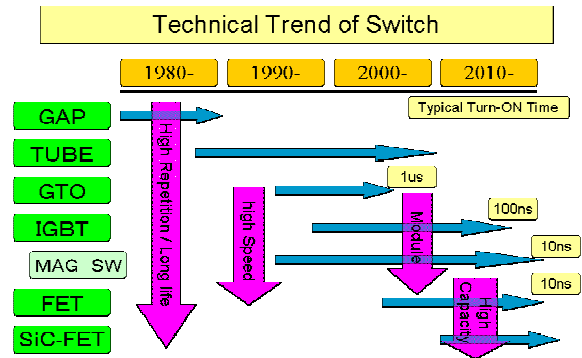 Technical Trend of Switch
1980-
1990-
2000-
2010-
Typical Turn-ON Time
GAP
TUBE
GTO
IGBT
MAG SW
FET
SiC-FET
High Rapetition / Long life
high Speed
Module
High
Capacity
1us
100ns
10ns
10ns